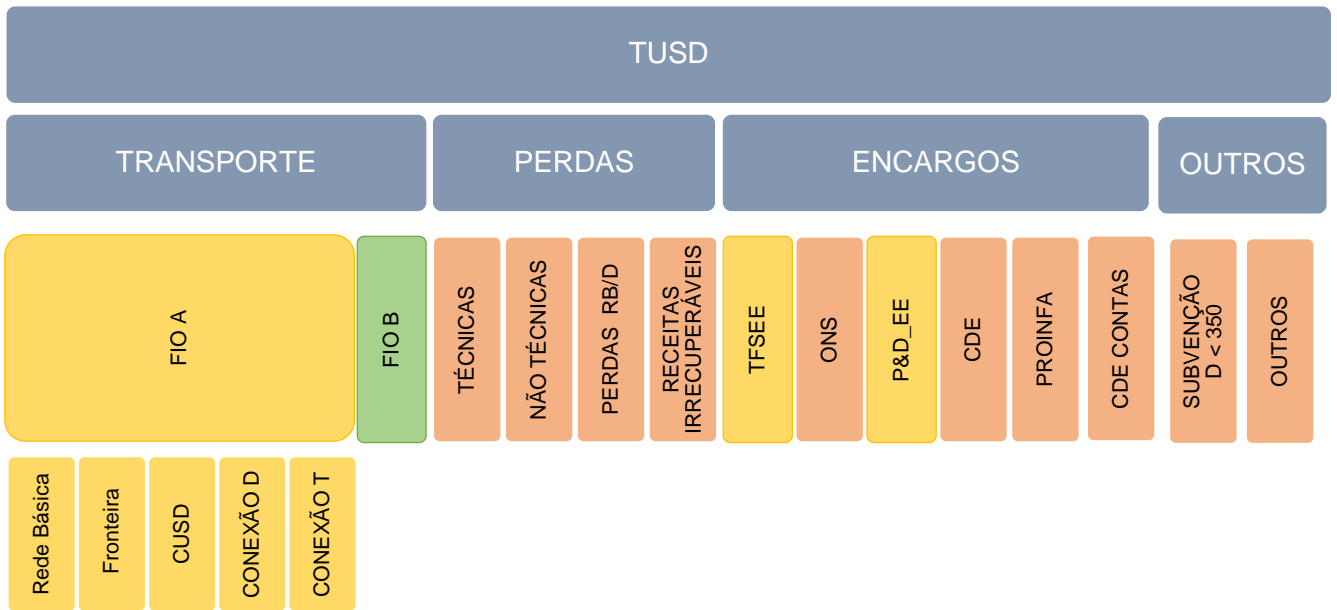 TUSD
TRANSPORTE
PERDAS
ENCARGOS
OUTROS
FIO A
FIO B
TÉCNICAS
NÃO TÉCNICAS
PERDAS RB/D
RECEITAS
IRRECUPERÁVEIS
TFSEE
ONS
P&D_EE
CDE
PROINFA
CDE CONTAS
SUBVENÇÃO
D < 350
OUTROS
Rede Básica
Fronteira
CUSD
CONEXÃO D
CONEXÃO T